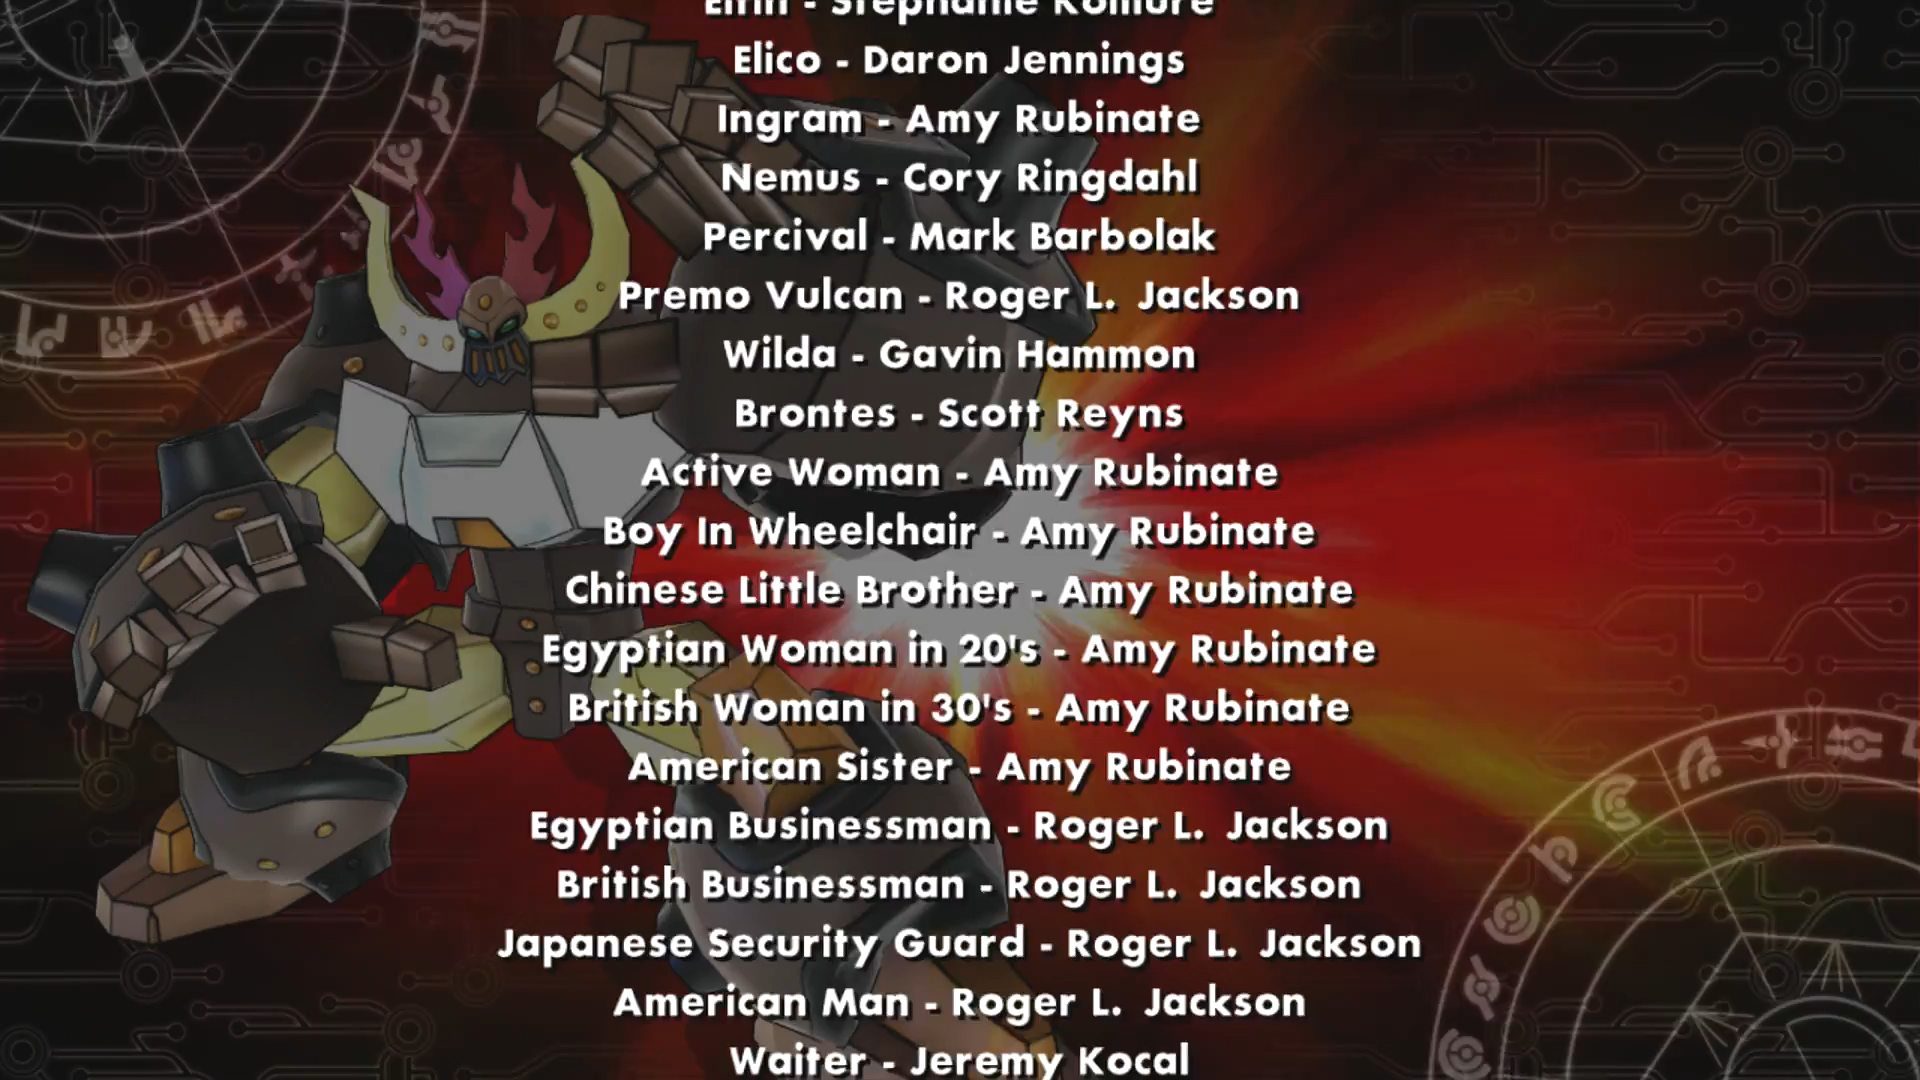 Elfin - Stephanie Komure
Elico - Daron Jennings
Ingram - Amy Rubinate
Nemus - Cory Ringdahl
Percival - Mark Barbolak
Premo Vulcan - Roger L. Jackson
Wilda - Gavin Hammon
Brontes - Scott Reyns
Active Woman - Amy Rubinate
Boy In Wheelchair - Amy Rubinate
Chinese Little Brother - Amy Rubinate
Egyptian Woman in 20's - Amy Rubinate
British Woman in 30's - Amy Rubinate
American Sister - Amy Rubinate
Egyptian Businessman - Roger L. Jackson
British Businessman - Roger L. Jackson
Japanese Security Guard - Roger L. Jackson
American Man - Roger L. Jackson
Waiter - Jeremy Kocal